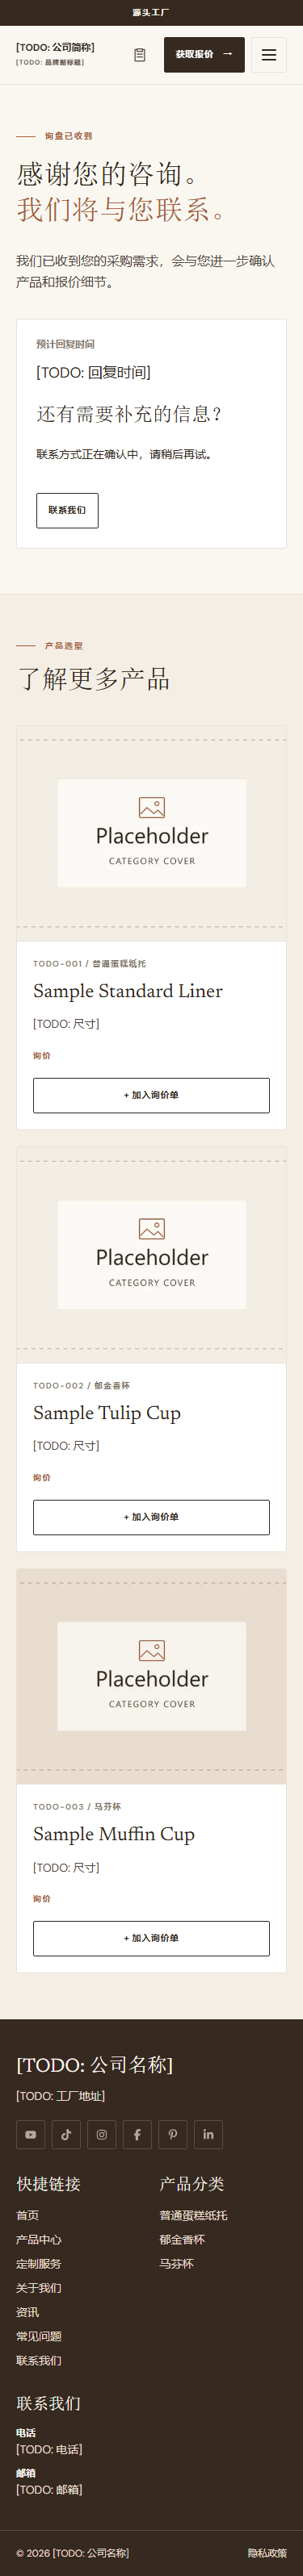 源头工厂
[TODO: 公司简称]
[TODO: 品牌副标题]
获取报价 →
询盘已收到
感谢您的咨询。
我们将与您联系。
我们已收到您的采购需求，会与您进一步确认
产品和报价细节。
预计回复时间
[TODO: 回复时间]
还有需要补充的信息？
联系方式正在确认中，请稍后再试。
联系我们
产品选型
了解更多产品
Placeholder
CATEGORY COVER
TODO-001 / 普通蛋糕纸托
Sample Standard Liner
[TODO: 尺寸]
询价
+ 加入询价单
Placeholder
CATEGORY COVER
TODO-002 / 郁金香杯
Sample Tulip Cup
[TODO: 尺寸]
询价
+ 加入询价单
Placeholder
CATEGORY COVER
TODO-003 / 马芬杯
Sample Muffin Cup
[TODO: 尺寸]
询价
+ 加入询价单
[TODO: 公司名称]
[TODO: 工厂地址]
快捷链接
首页
产品中心
定制服务
关于我们
资讯
常见问题
联系我们
产品分类
普通蛋糕纸托
郁金香杯
马芬杯
联系我们
电话
[TODO: 电话]
邮箱
[TODO: 邮箱]
© 2026 [TODO: 公司名称]
隐私政策